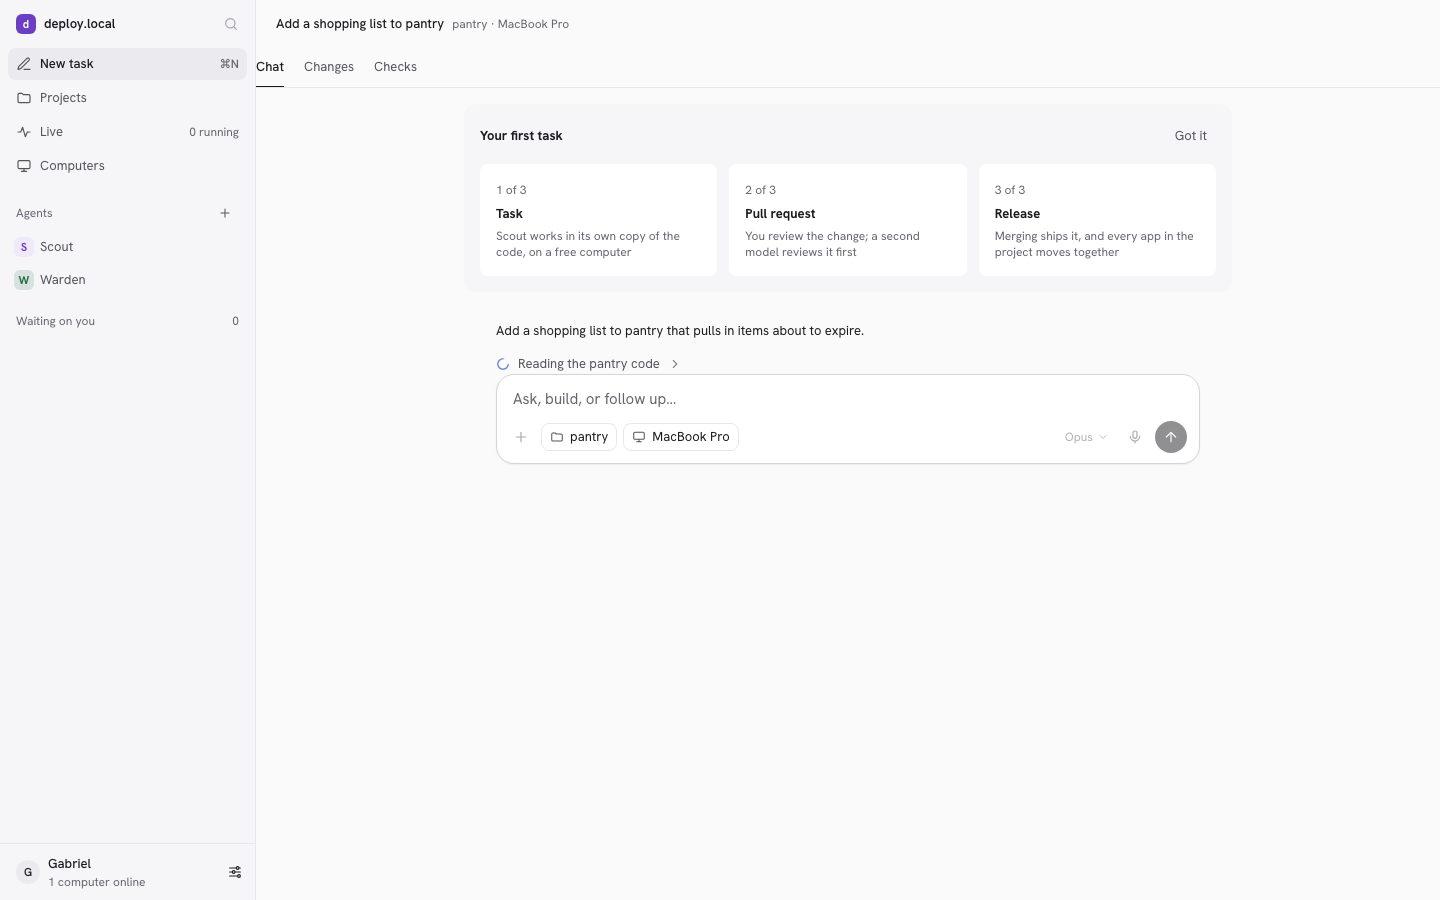 d deploy.local
New task ⌘N
Projects
Live 0 running
Computers
Agents
S Scout
W Warden
Waiting on you 0
G Gabriel
1 computer online
Add a shopping list to pantry pantry · MacBook Pro
Chat Changes Checks
Your first task Got it
1 of 3
Task
Scout works in its own copy of the
code, on a free computer
2 of 3
Pull request
You review the change; a second
model reviews it first
3 of 3
Release
Merging ships it, and every app in the
project moves together
Add a shopping list to pantry that pulls in items about to expire.
Reading the pantry code
Ask, build, or follow up…
pantry MacBook Pro Opus